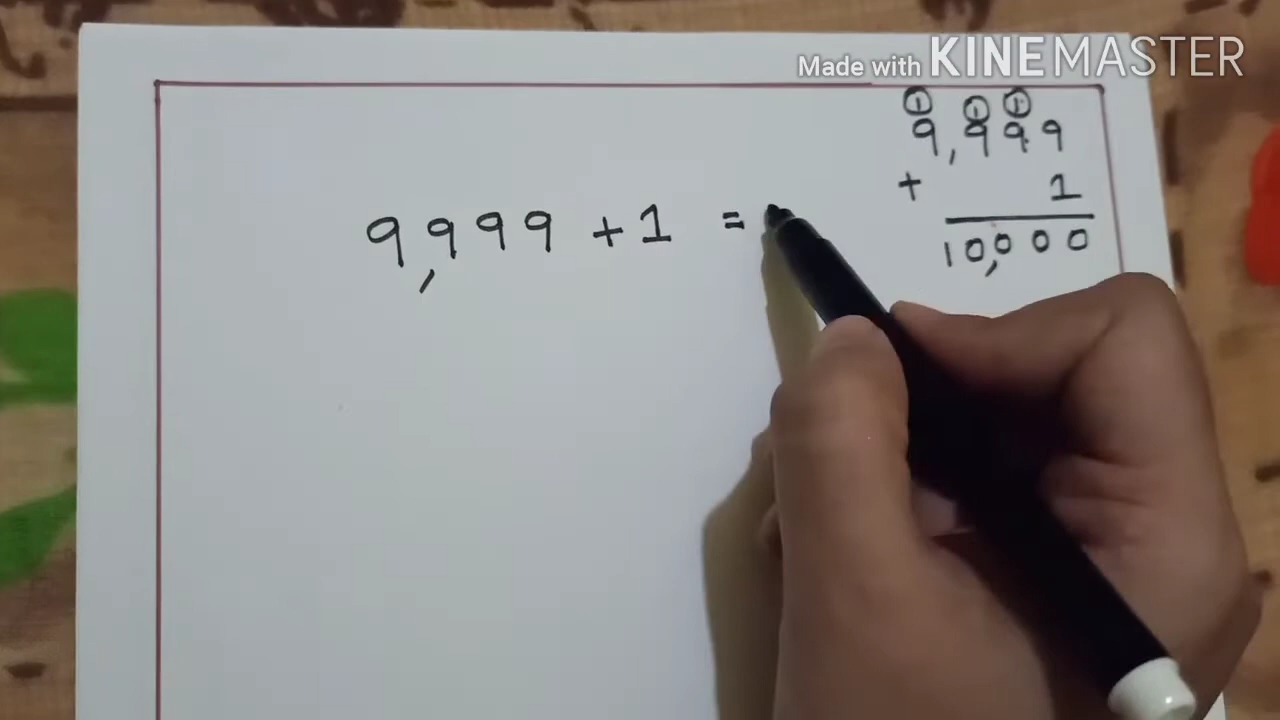 Made with KINEMASTER
1 1 1
9,999
+ 1
10,000
9,999 + 1 =